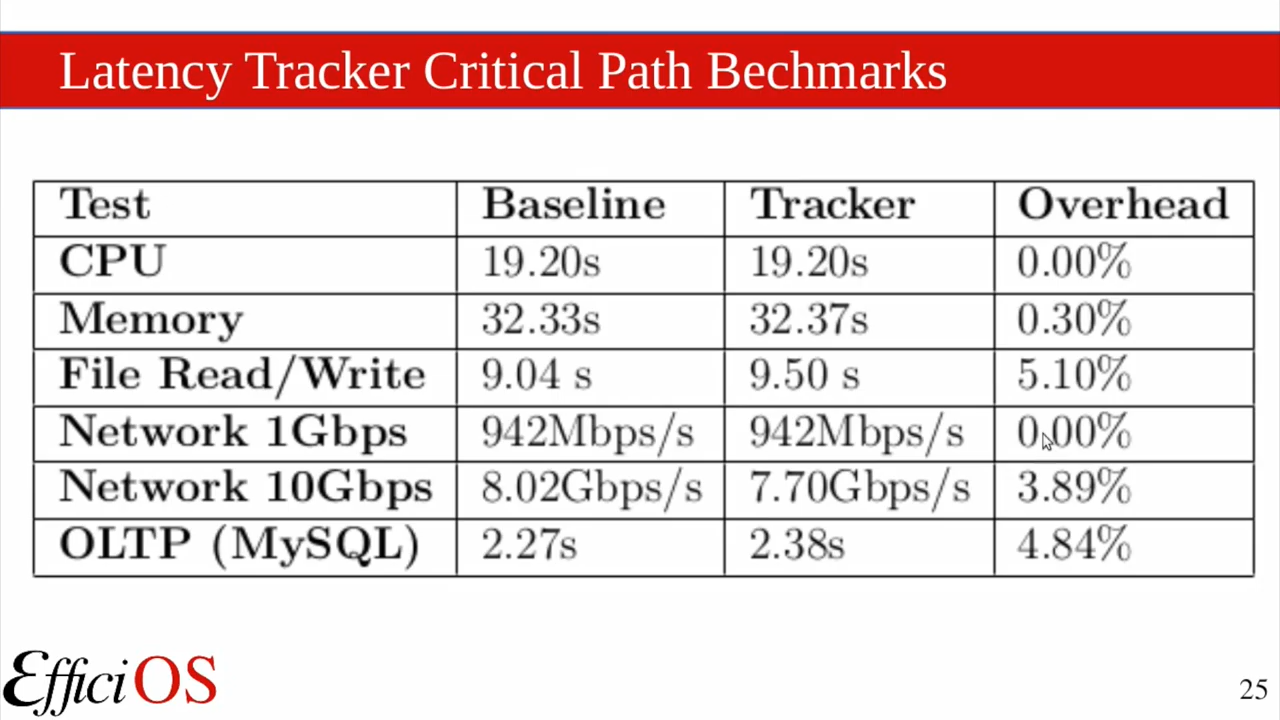 Latency Tracker Critical Path Bechmarks
Test Baseline Tracker Overhead
CPU 19.20s 19.20s 0.00%
Memory 32.33s 32.37s 0.30%
File Read/Write 9.04 s 9.50 s 5.10%
Network 1Gbps 942Mbps/s 942Mbps/s 0.00%
Network 10Gbps 8.02Gbps/s 7.70Gbps/s 3.89%
OLTP (MySQL) 2.27s 2.38s 4.84%
EfficiOS
25